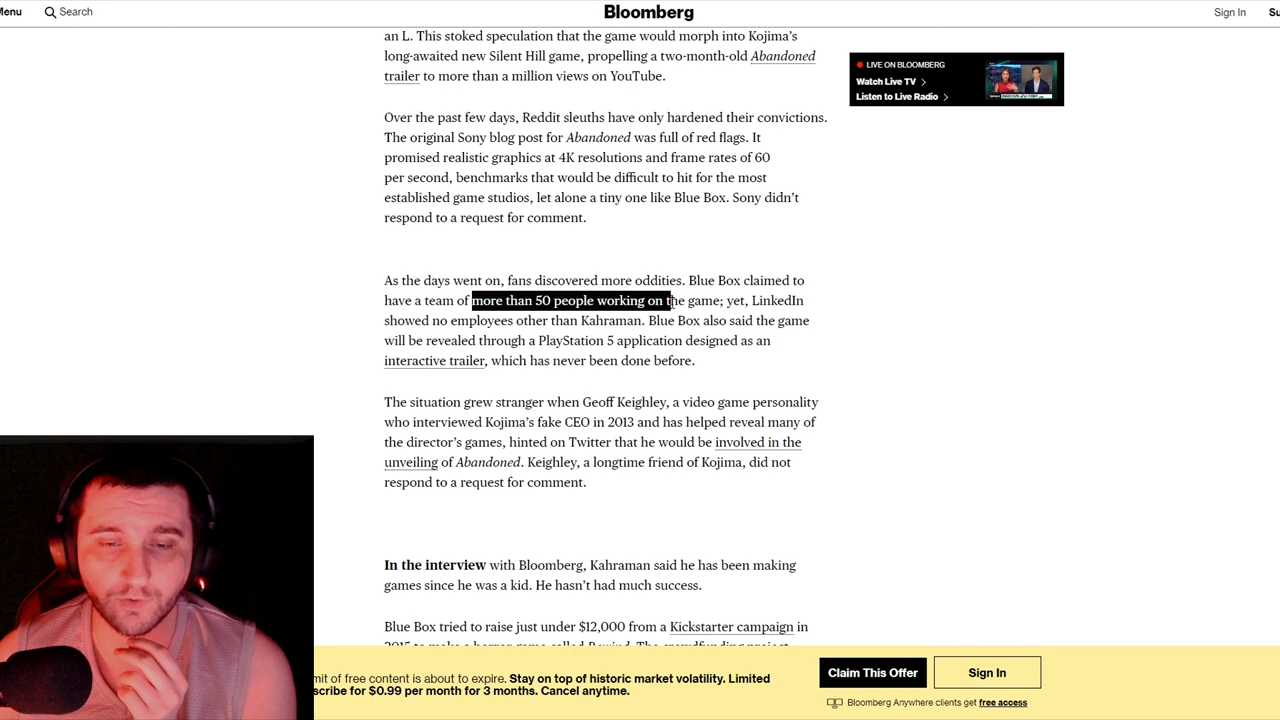 Menu
Search
Bloomberg
Sign In
an L. This stoked speculation that the game would morph into Kojima's
long-awaited new Silent Hill game, propelling a two-month-old Abandoned
trailer to more than a million views on YouTube.
LIVE ON BLOOMBERG
Watch Live TV >
Listen to Live Radio >
Over the past few days, Reddit sleuths have only hardened their convictions.
The original Sony blog post for Abandoned was full of red flags. It
promised realistic graphics at 4K resolutions and frame rates of 60
per second, benchmarks that would be difficult to hit for the most
established game studios, let alone a tiny one like Blue Box. Sony didn't
respond to a request for comment.
As the days went on, fans discovered more oddities. Blue Box claimed to
have a team of more than 50 people working on the game; yet, LinkedIn
showed no employees other than Kahraman. Blue Box also said the game
will be revealed through a PlayStation 5 application designed as an
interactive trailer, which has never been done before.
The situation grew stranger when Geoff Keighley, a video game personality
who interviewed Kojima's fake CEO in 2013 and has helped reveal many of
the director's games, hinted on Twitter that he would be involved in the
unveiling of Abandoned. Keighley, a longtime friend of Kojima, did not
respond to a request for comment.
In the interview with Bloomberg, Kahraman said he has been making
games since he was a kid. He hasn't had much success.
Blue Box tried to raise just under $12,000 from a Kickstarter campaign in
2015 to make a horror game called Rewind. The crowdfunding project
mit of free content is about to expire. Stay on top of historic market volatility. Limited
scribe for $0.99 per month for 3 months. Cancel anytime.
Claim This Offer
Sign In
Bloomberg Anywhere clients get free access